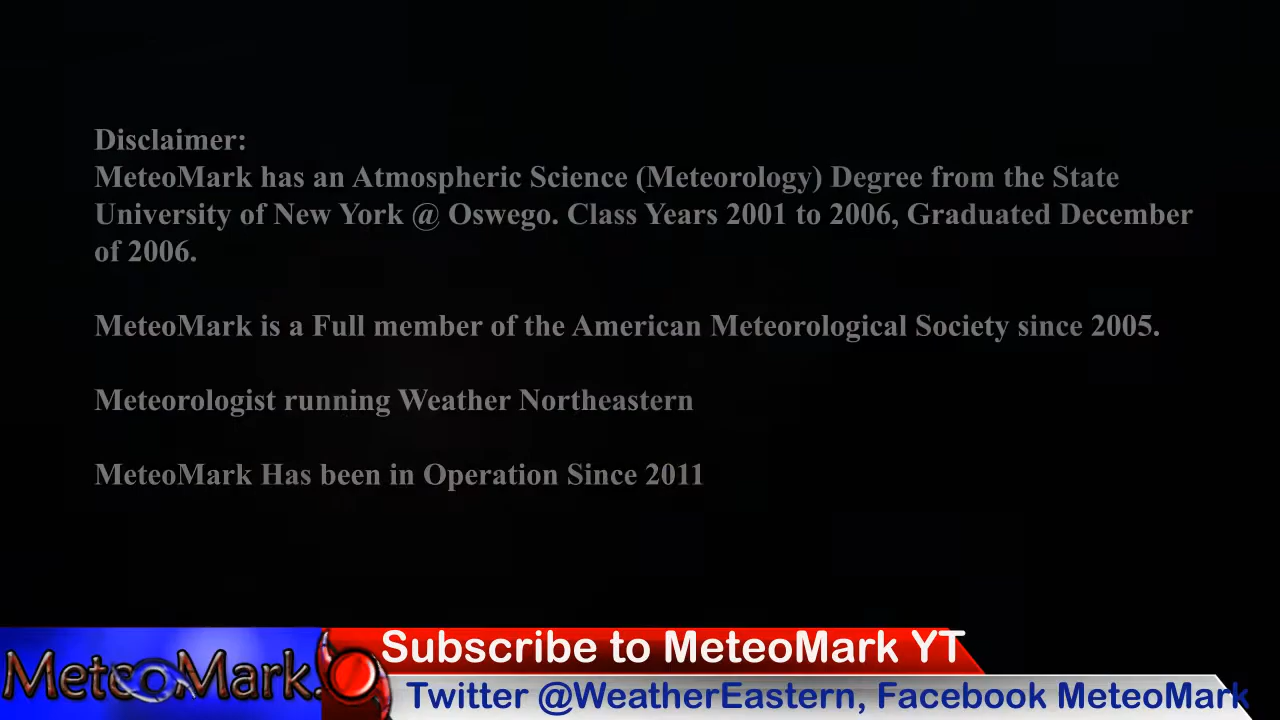 Disclaimer:
MeteoMark has an Atmospheric Science (Meteorology) Degree from the State
University of New York @ Oswego. Class Years 2001 to 2006, Graduated December
of 2006.
MeteoMark is a Full member of the American Meteorological Society since 2005.
Meteorologist running Weather Northeastern
MeteoMark Has been in Operation Since 2011
MeteoMark.
Subscribe to MeteoMark YT
Twitter @WeatherEastern, Facebook MeteoMark